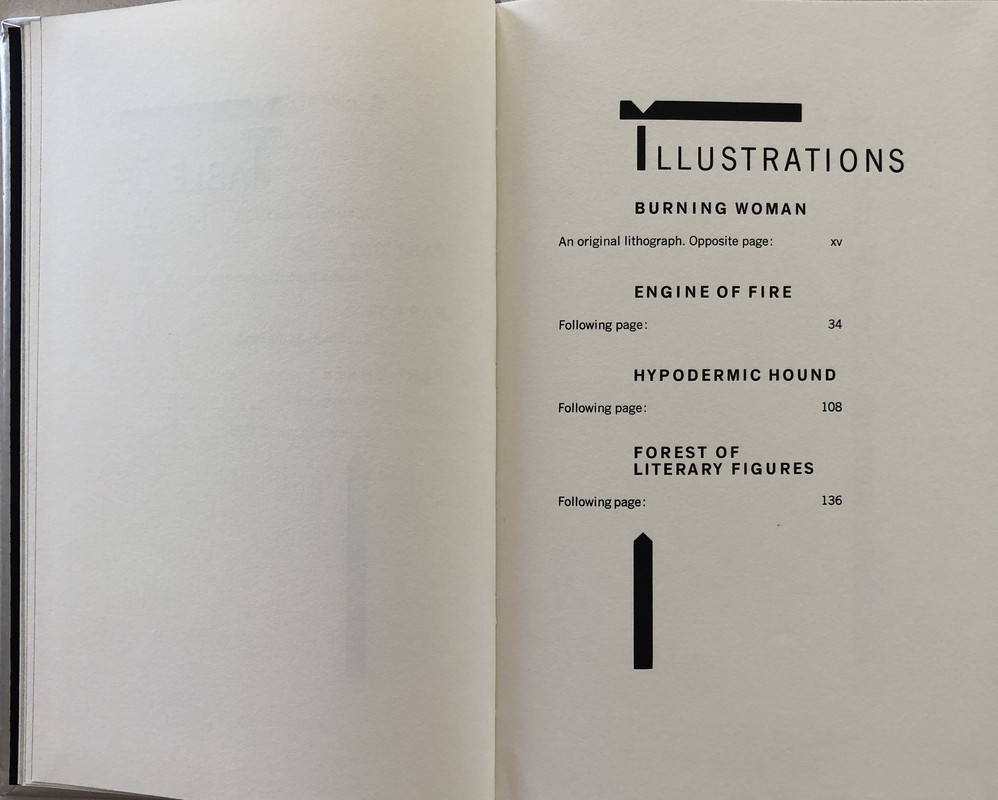 ILLUSTRATIONS
BURNING WOMAN
An original lithograph. Opposite page: xv
ENGINE OF FIRE
Following page: 34
HYPODERMIC HOUND
Following page: 108
FOREST OF
LITERARY FIGURES
Following page: 136